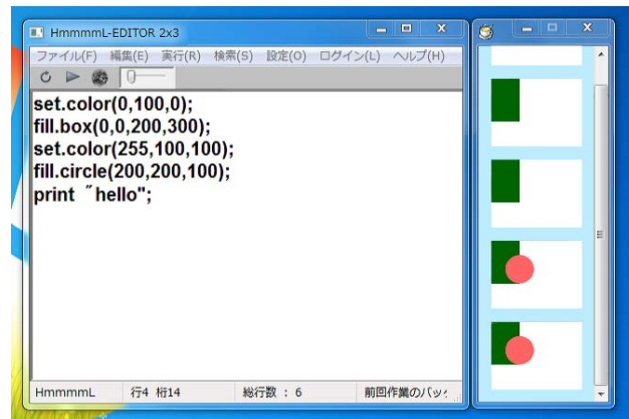 HmmmmL-EDITOR 2x3
ファイル(F) 編集(E) 実行(R) 検索(S) 設定(O) ログイン(L) ヘルプ(H)
set.color(0,100,0);
fill.box(0,0,200,300);
set.color(255,100,100);
fill.circle(200,200,100);
print ˝hello";
HmmmmL 行4 桁14 総行数 : 6 前回作業のバック